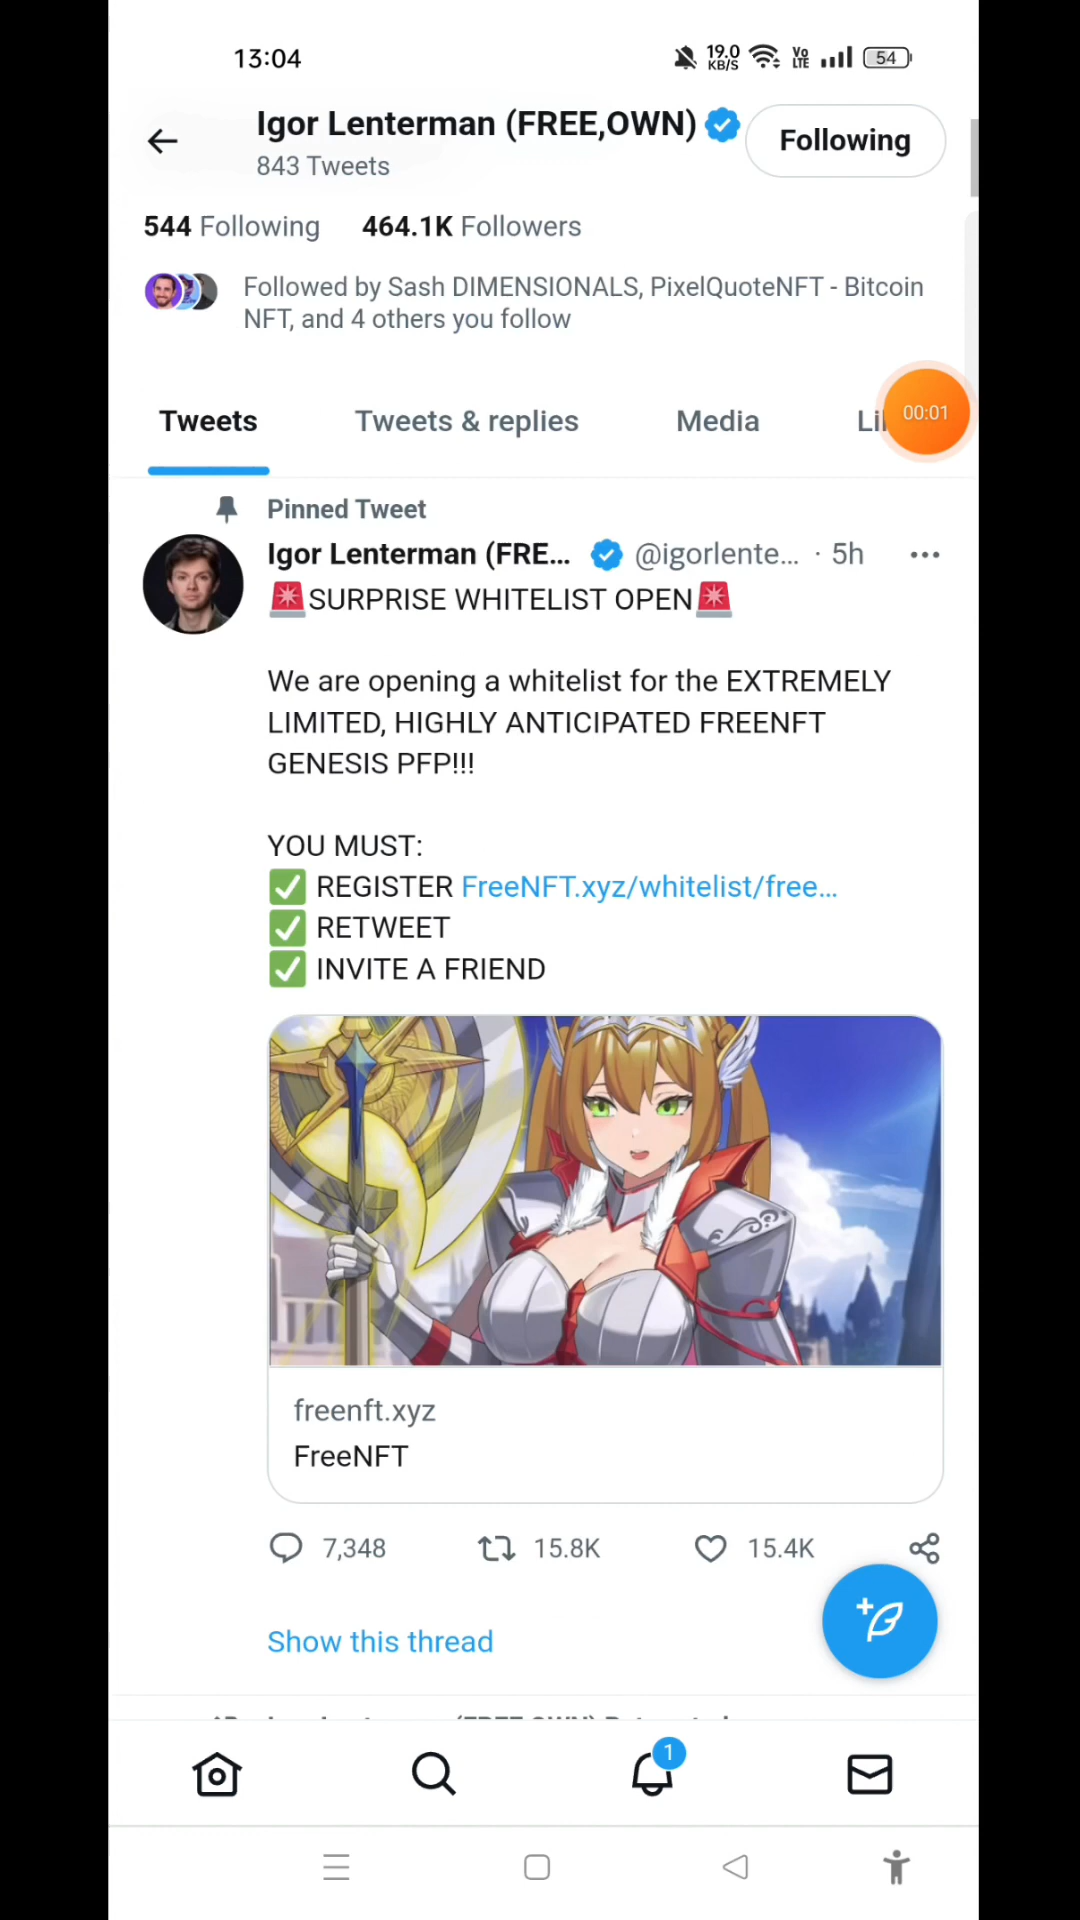 13:04
19.0 KB/S Vo LTE 54
Igor Lenterman (FREE,OWN)
843 Tweets
Following
544 Following 464.1K Followers
Followed by Sash DIMENSIONALS, PixelQuoteNFT - Bitcoin
NFT, and 4 others you follow
Tweets Tweets & replies Media Li
00:01
Pinned Tweet
Igor Lenterman (FRE... @igorlente... · 5h
🚨SURPRISE WHITELIST OPEN🚨
We are opening a whitelist for the EXTREMELY
LIMITED, HIGHLY ANTICIPATED FREENFT
GENESIS PFP!!!
YOU MUST:
✅ REGISTER FreeNFT.xyz/whitelist/free...
✅ RETWEET
✅ INVITE A FRIEND
freenft.xyz
FreeNFT
7,348 15.8K 15.4K
Show this thread
1